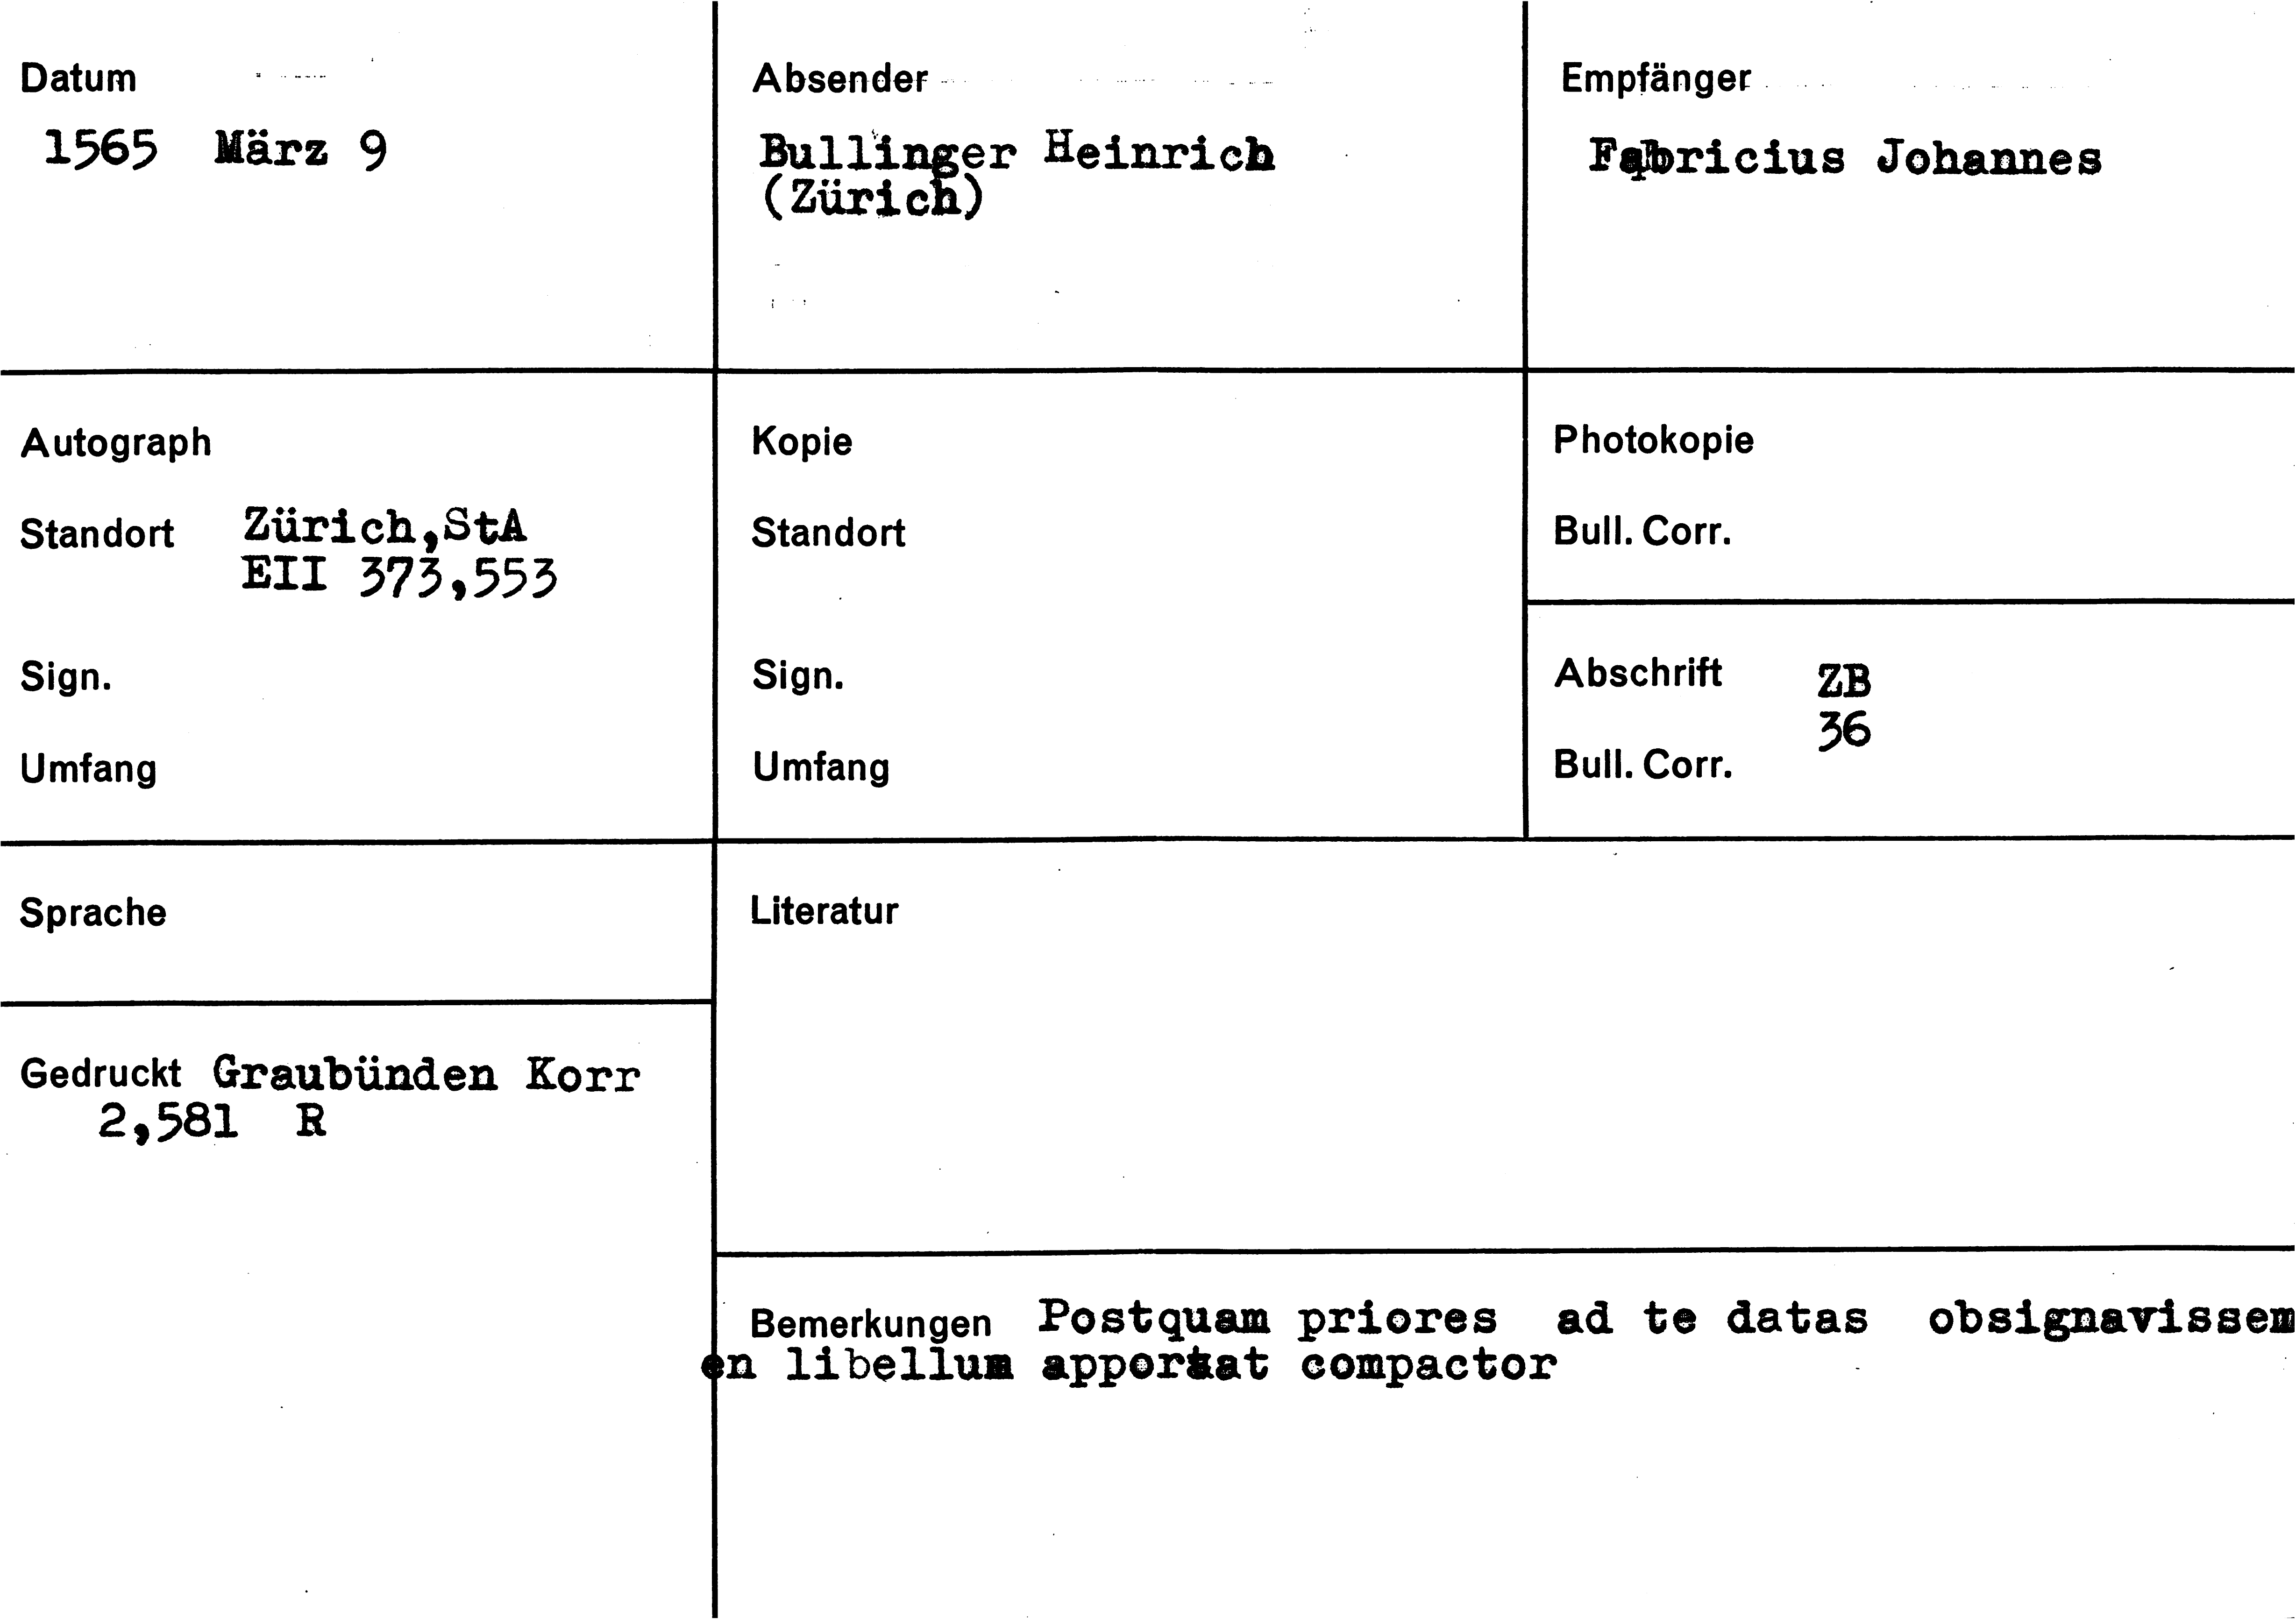 Datum
1565 März 9
Absender
Bullinger Heinrich
(Zürich)
Empfänger
Fabricius Johannes
Autograph
Standort Zürich,StA
EII 373,553
Sign.
Umfang
Kopie
Standort
Sign.
Umfang
Photokopie
Bull. Corr.
Abschrift ZB
36
Bull. Corr.
Sprache
Gedruckt Graubünden Korr
2,581 R
Literatur
Bemerkungen Postquam priores ad te datas obsignavissem
en libellum compactor